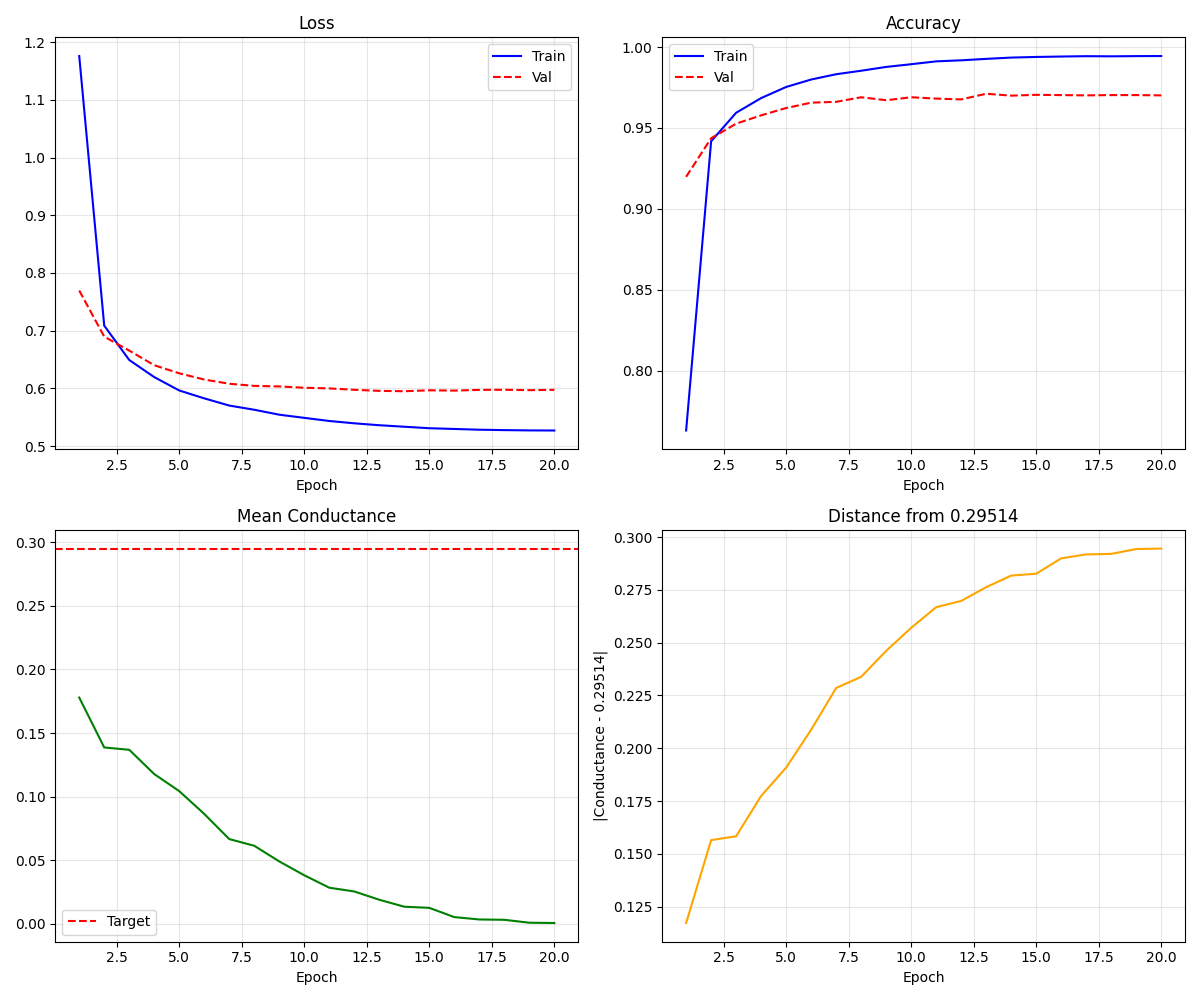 Loss
1.2
1.1
1.0
0.9
0.8
0.7
0.6
0.5
Train
Val
2.5 5.0 7.5 10.0 12.5 15.0 17.5 20.0
Epoch
Accuracy
1.00
0.95
0.90
0.85
0.80
Train
Val
2.5 5.0 7.5 10.0 12.5 15.0 17.5 20.0
Epoch
Mean Conductance
0.30
0.25
0.20
0.15
0.10
0.05
0.00
Target
2.5 5.0 7.5 10.0 12.5 15.0 17.5 20.0
Epoch
Distance from 0.29514
|Conductance - 0.29514|
0.300
0.275
0.250
0.225
0.200
0.175
0.150
0.125
2.5 5.0 7.5 10.0 12.5 15.0 17.5 20.0
Epoch